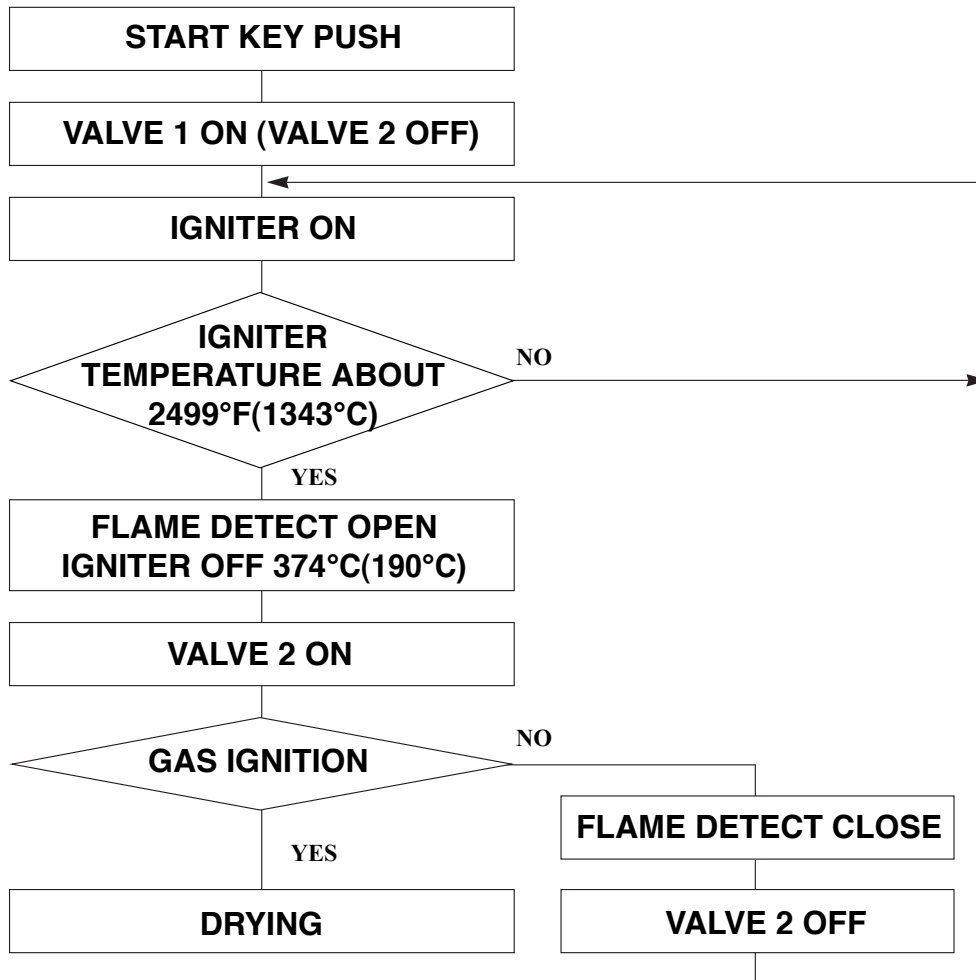 START KEY PUSH
VALVE 1 ON (VALVE 2 OFF)
IGNITER ON
IGNITER
TEMPERATURE ABOUT
2499°F(1343°C)
NO
YES
FLAME DETECT OPEN
IGNITER OFF 374°C(190°C)
VALVE 2 ON
GAS IGNITION
NO
YES
FLAME DETECT CLOSE
DRYING
VALVE 2 OFF